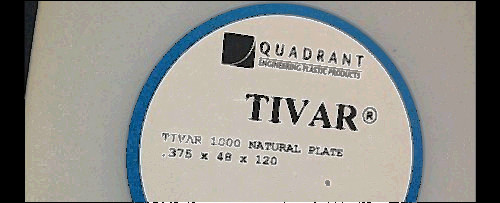 QUADRANT
ENGINEERING PLASTIC PRODUCTS
TIVAR®
TIVAR 1000 NATURAL PLATE
.375 x 48 x 120